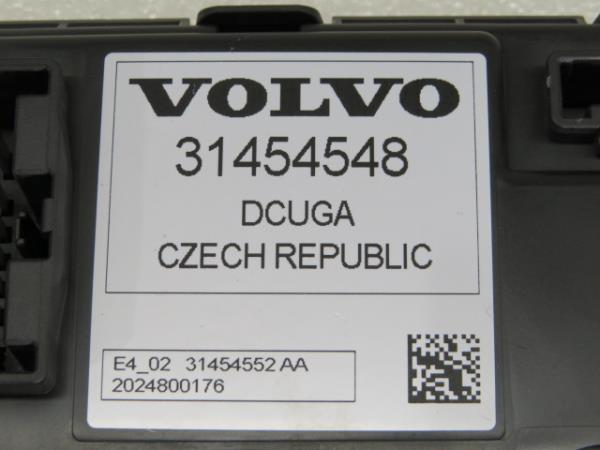 VOLVO
31454548
DCUGA
CZECH REPUBLIC
E4_02 31454552 AA
2024800176